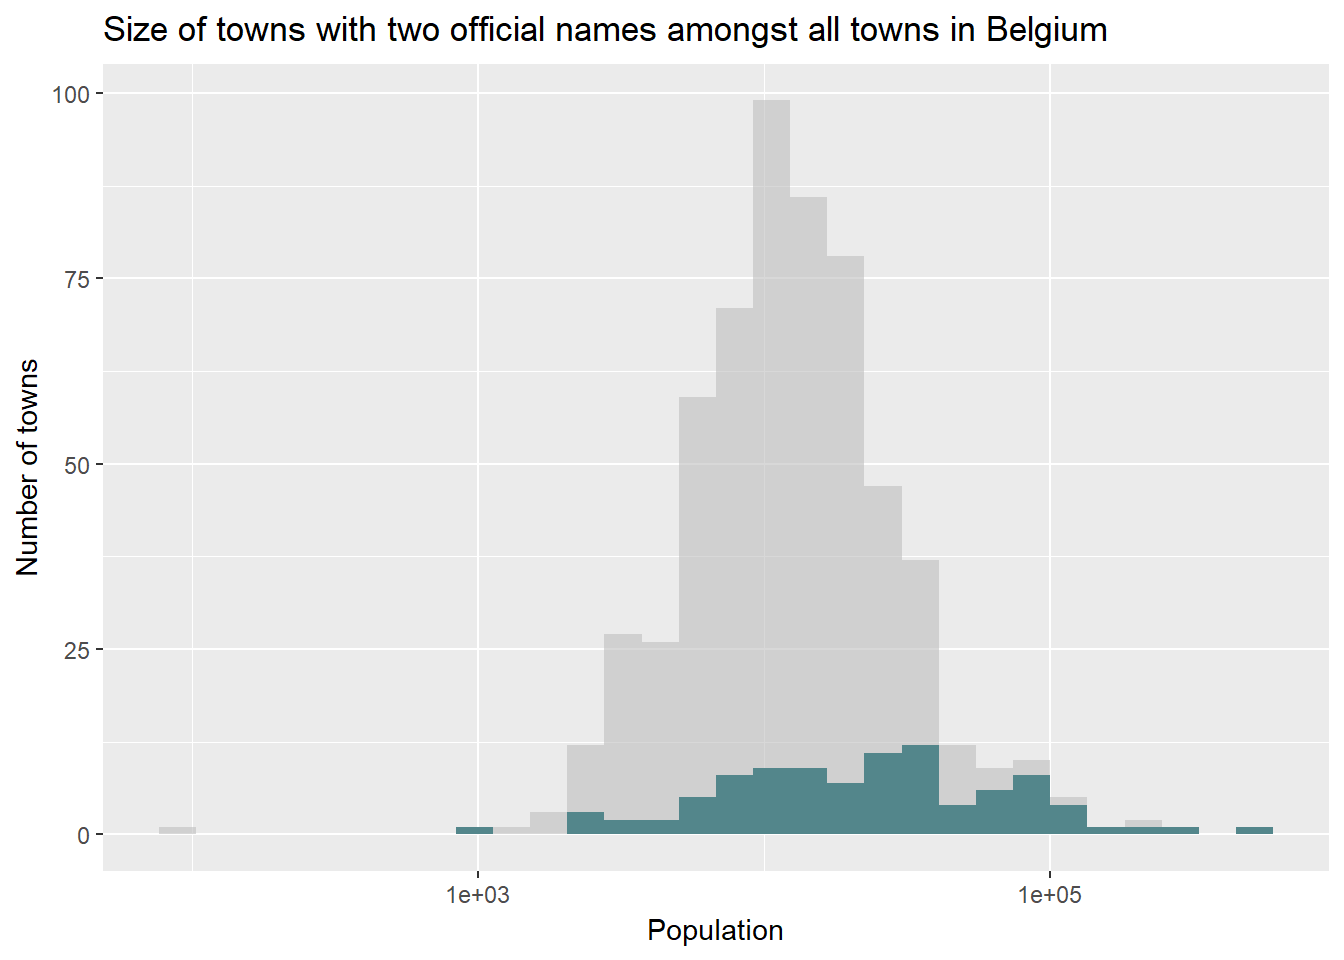 Size of towns with two official names amongst all towns in Belgium
100
75
50
25
0
Number of towns
1e+03
1e+05
Population